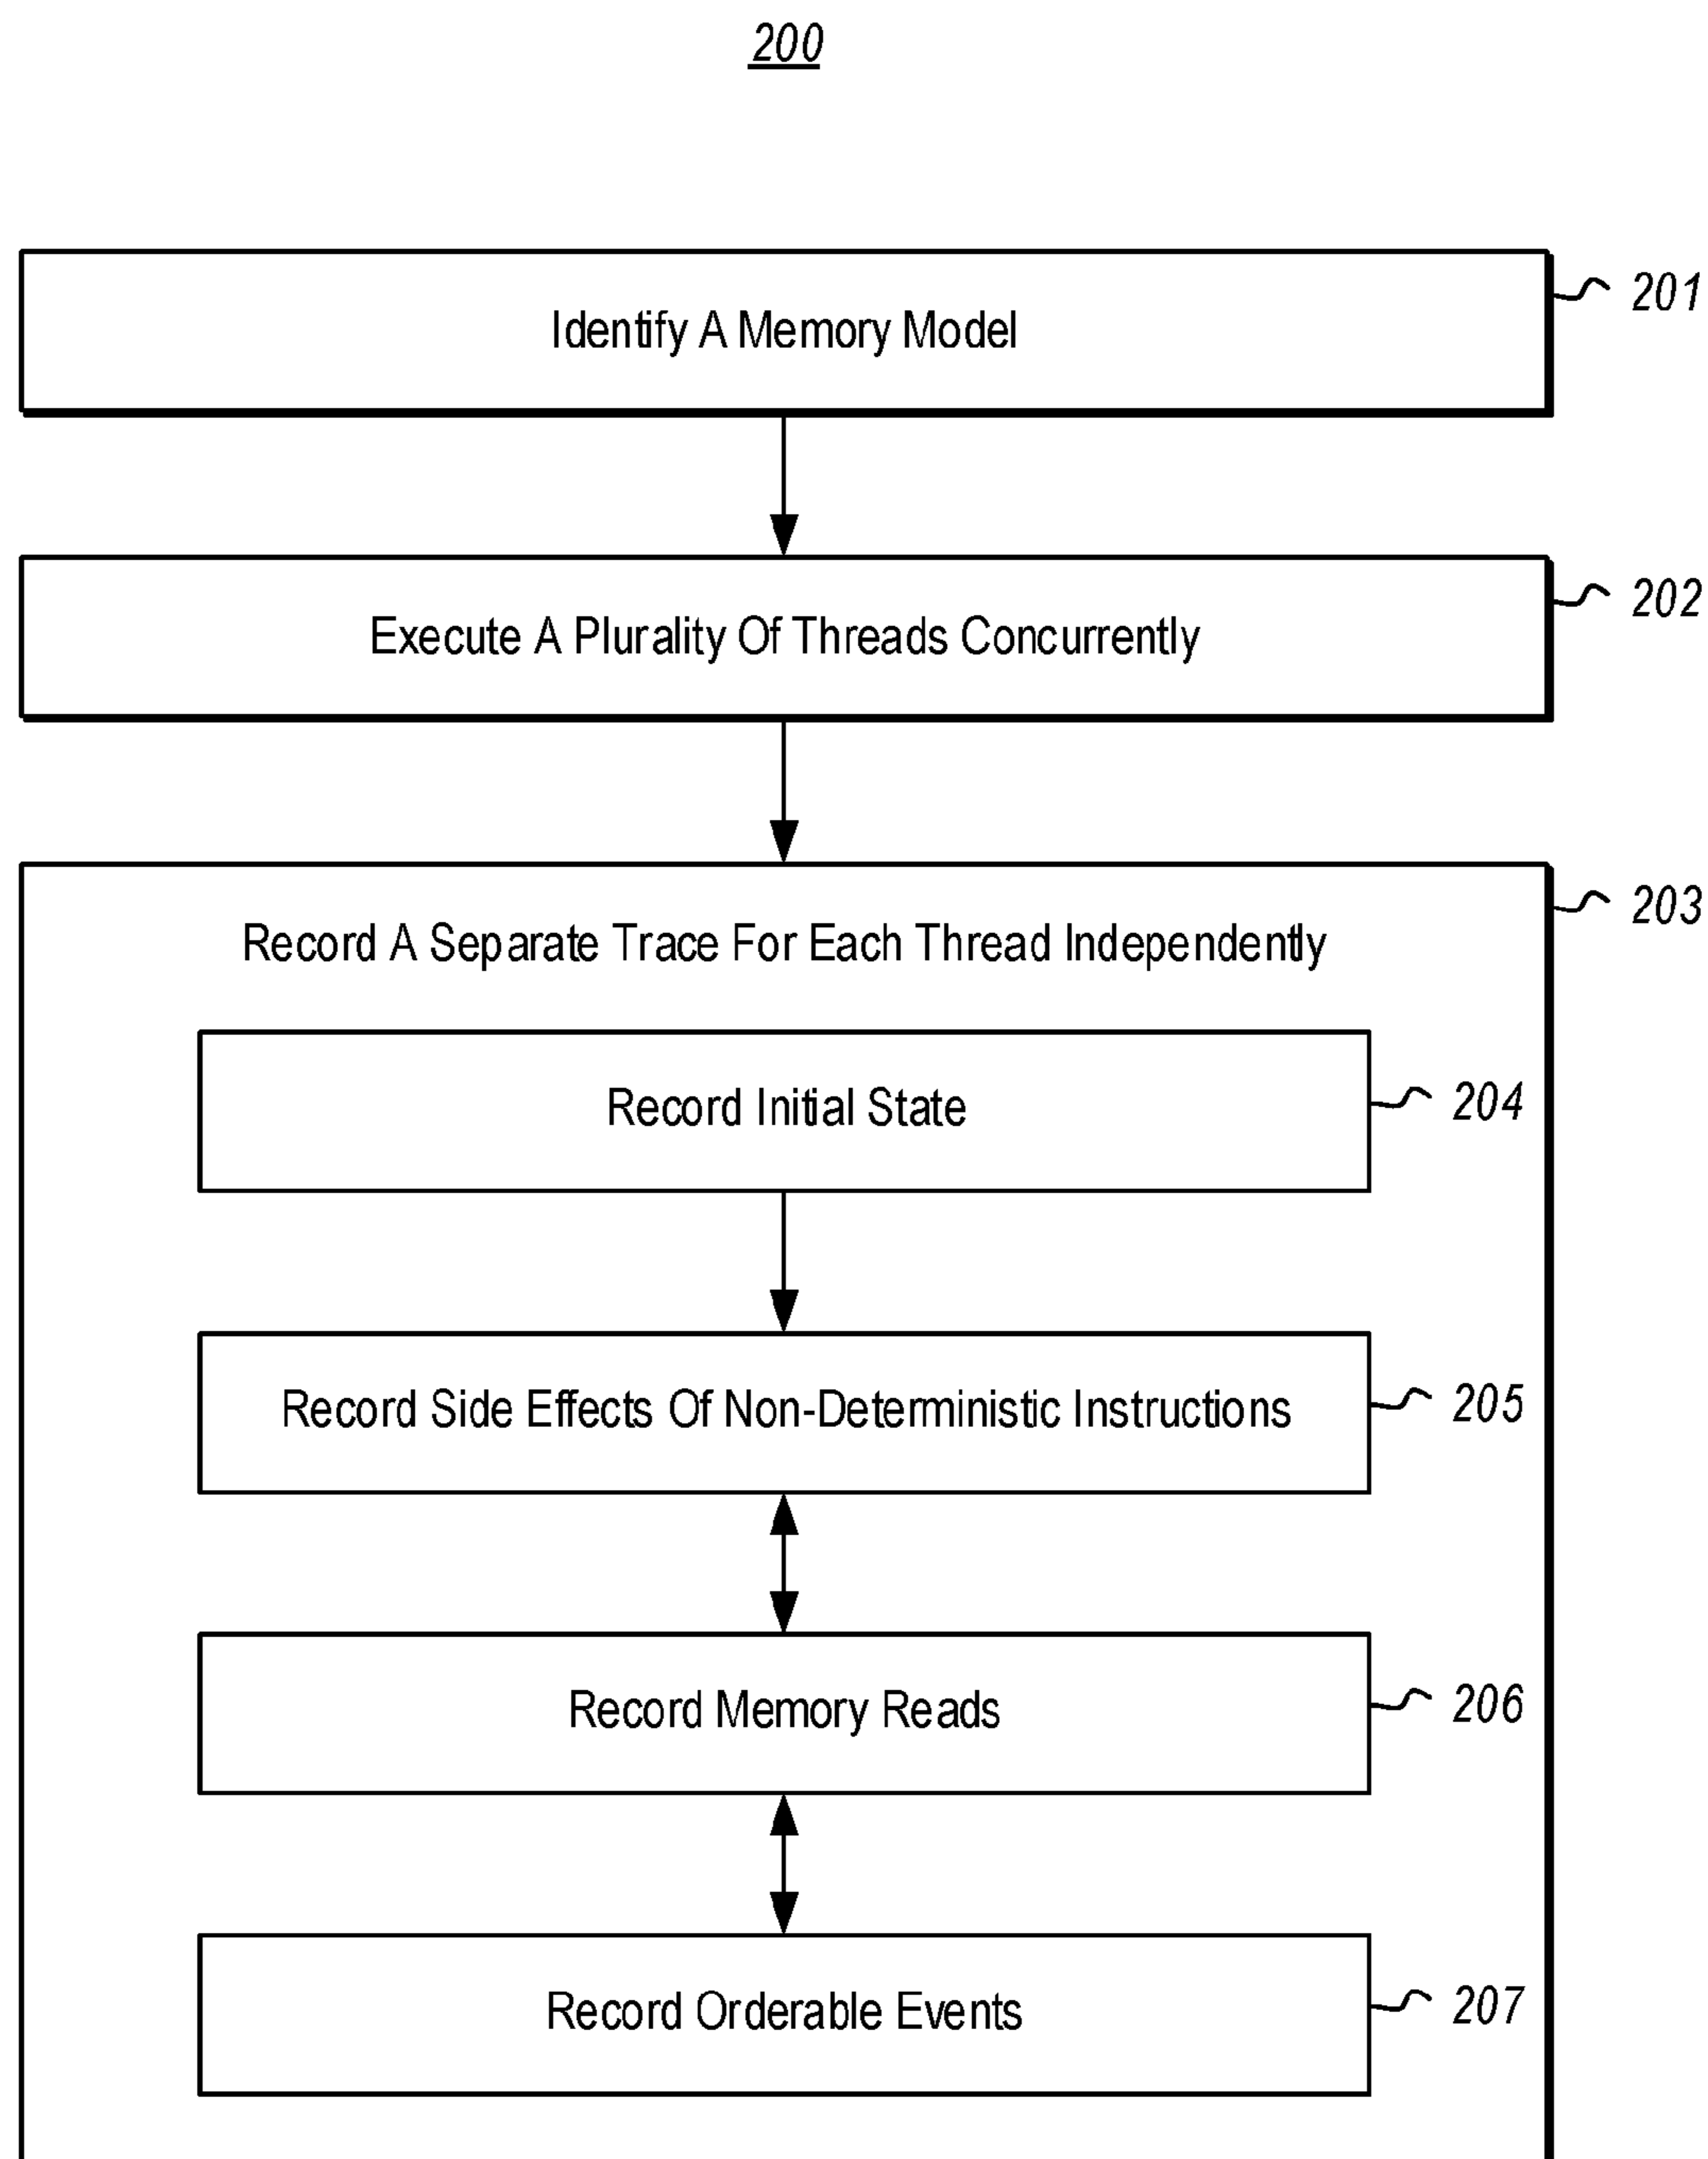 200
Identify A Memory Model
201
Execute A Plurality Of Threads Concurrently
202
Record A Separate Trace For Each Thread Independently
203
Record Initial State
204
Record Side Effects Of Non-Deterministic Instructions
205
Record Memory Reads
206
Record Orderable Events
207